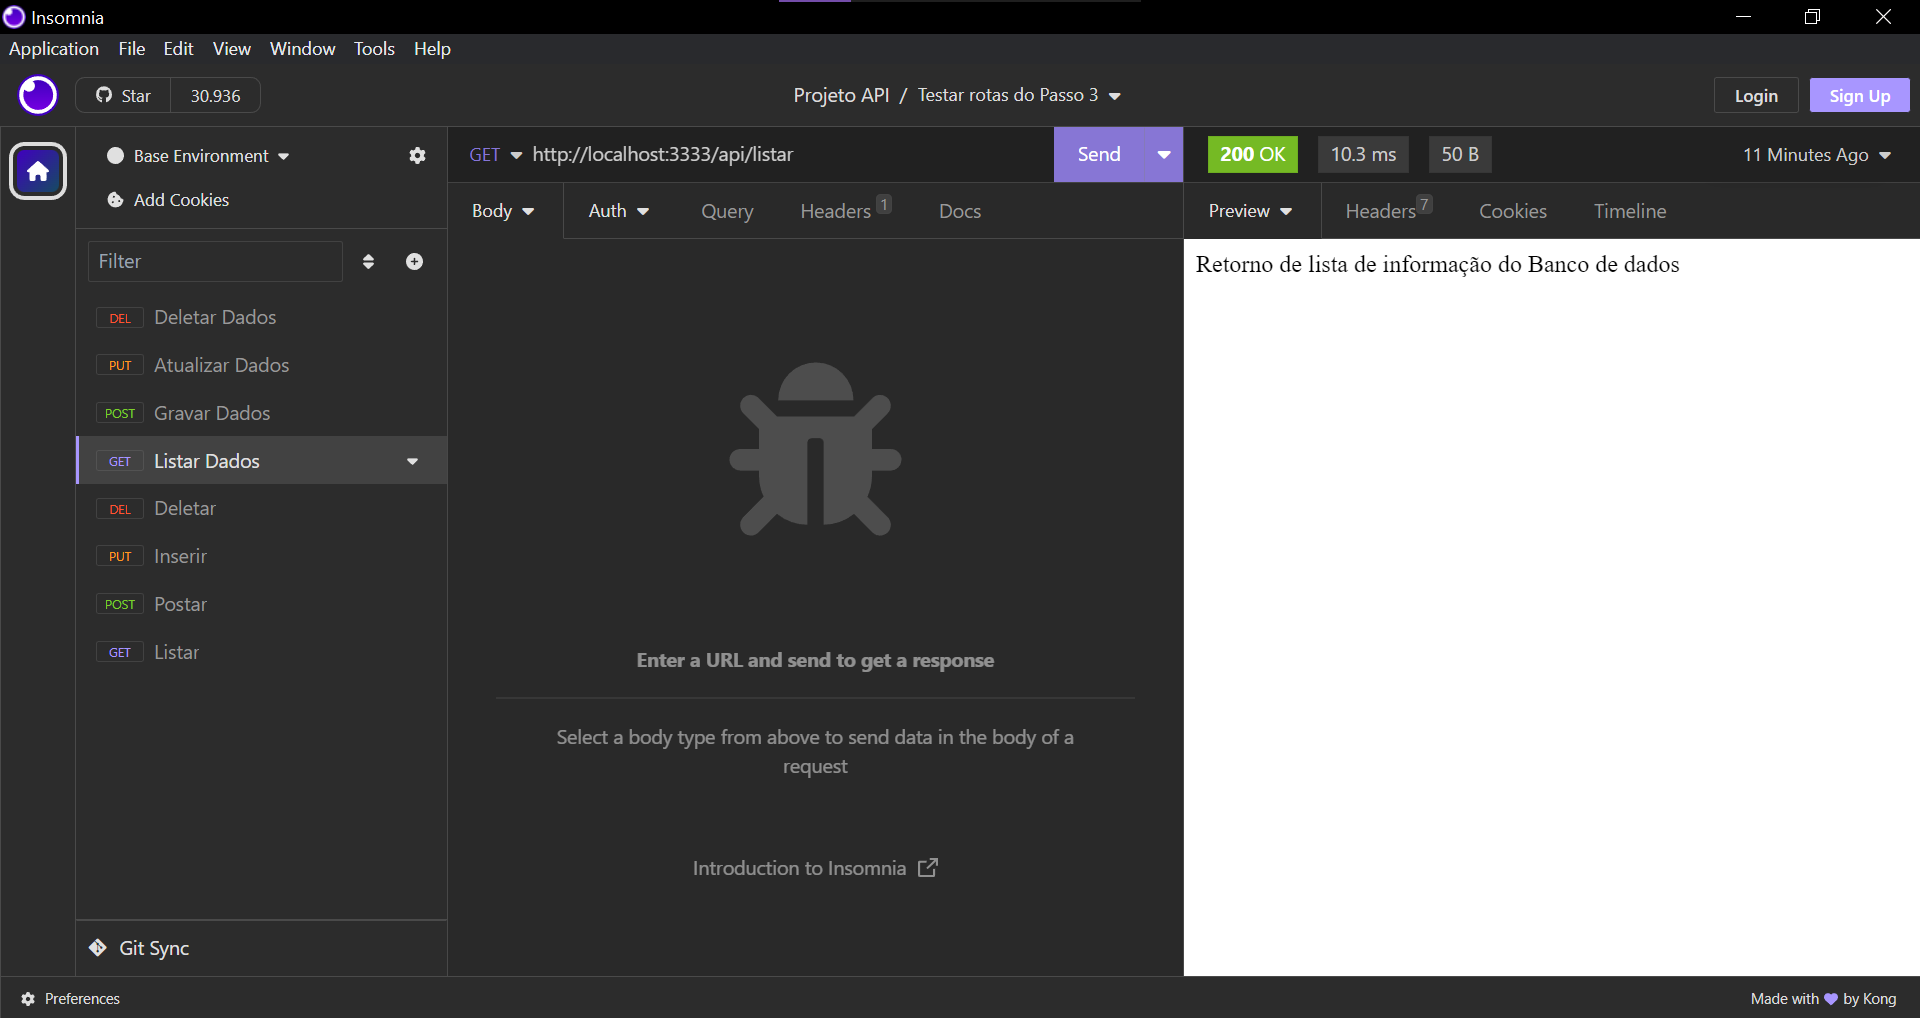 Insomnia
Application File Edit View Window Tools Help
Star 30.936
Projeto API / Testar rotas do Passo 3
Login Sign Up
Base Environment
Add Cookies
Filter
DEL Deletar Dados
PUT Atualizar Dados
POST Gravar Dados
GET Listar Dados
DEL Deletar
PUT Inserir
POST Postar
GET Listar
Git Sync
GET http://localhost:3333/api/listar Send
Body Auth Query Headers 1 Docs
Enter a URL and send to get a response
Select a body type from above to send data in the body of a
request
Introduction to Insomnia
200 OK 10.3 ms 50 B 11 Minutes Ago
Preview Headers 7 Cookies Timeline
Retorno de lista de informação do Banco de dados
Preferences
Made with by Kong